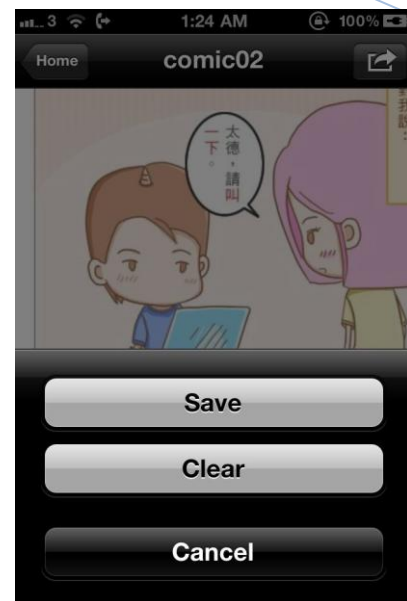 3 1:24 AM 100%
Home comic02
太德，請叫
一下。
Save
Clear
Cancel